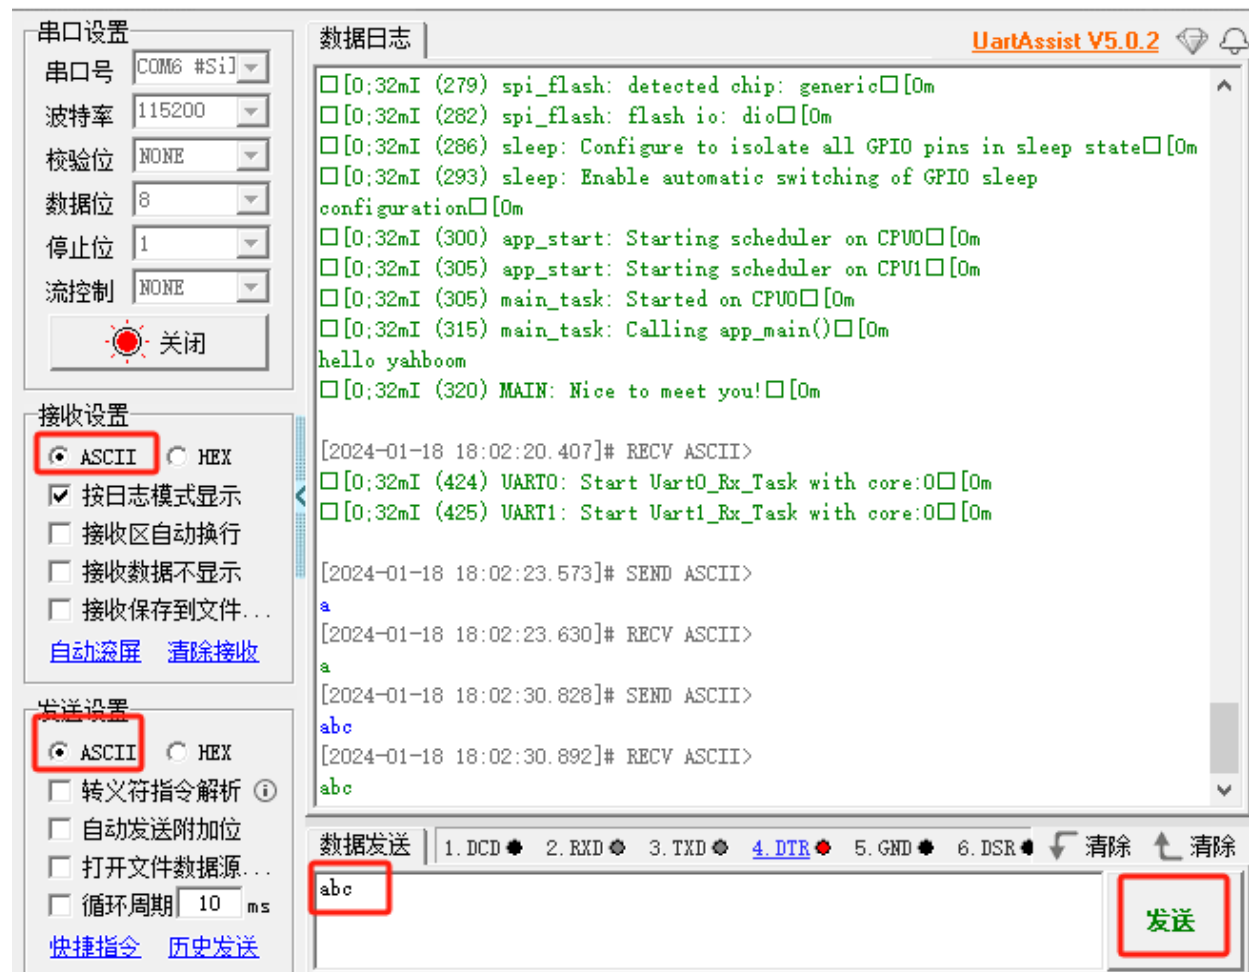 串口设置
串口号 COM6 #Sil
波特率 115200
校验位 NONE
数据位 8
停止位 1
流控制 NONE
关闭
接收设置
ASCII HEX
按日志模式显示
接收区自动换行
接收数据不显示
接收保存到文件...
自动滚屏 清除接收
发送设置
ASCII HEX
转义符指令解析
自动发送附加位
打开文件数据源...
循环周期 10 ms
快捷指令 历史发送
数据日志
UartAssist V5.0.2
□[0;32mI (279) spi_flash: detected chip: generic□[0m
□[0;32mI (282) spi_flash: flash io: dio□[0m
□[0;32mI (286) sleep: Configure to isolate all GPIO pins in sleep state□[0m
□[0;32mI (293) sleep: Enable automatic switching of GPIO sleep
configuration□[0m
□[0;32mI (300) app_start: Starting scheduler on CPU0□[0m
□[0;32mI (305) app_start: Starting scheduler on CPU1□[0m
□[0;32mI (305) main_task: Started on CPU0□[0m
□[0;32mI (315) main_task: Calling app_main()□[0m
hello yahboom
□[0;32mI (320) MAIN: Nice to meet you!□[0m
[2024-01-18 18:02:20.407]# RECV ASCII>
□[0;32mI (424) UART0: Start Uart0_Rx_Task with core:0□[0m
□[0;32mI (425) UART1: Start Uart1_Rx_Task with core:0□[0m
[2024-01-18 18:02:23.573]# SEND ASCII>
a
[2024-01-18 18:02:23.630]# RECV ASCII>
a
[2024-01-18 18:02:30.828]# SEND ASCII>
abc
[2024-01-18 18:02:30.892]# RECV ASCII>
abc
数据发送 1. DCD 2. RXD 3. TXD 4. DTR 5. GND 6. DSR 清除 清除
abc
发送